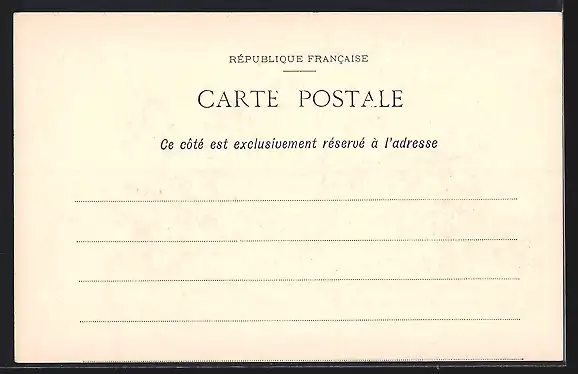 RÉPUBLIQUE FRANÇAISE
CARTE POSTALE
Ce côté est exclusivement réservé à l'adresse